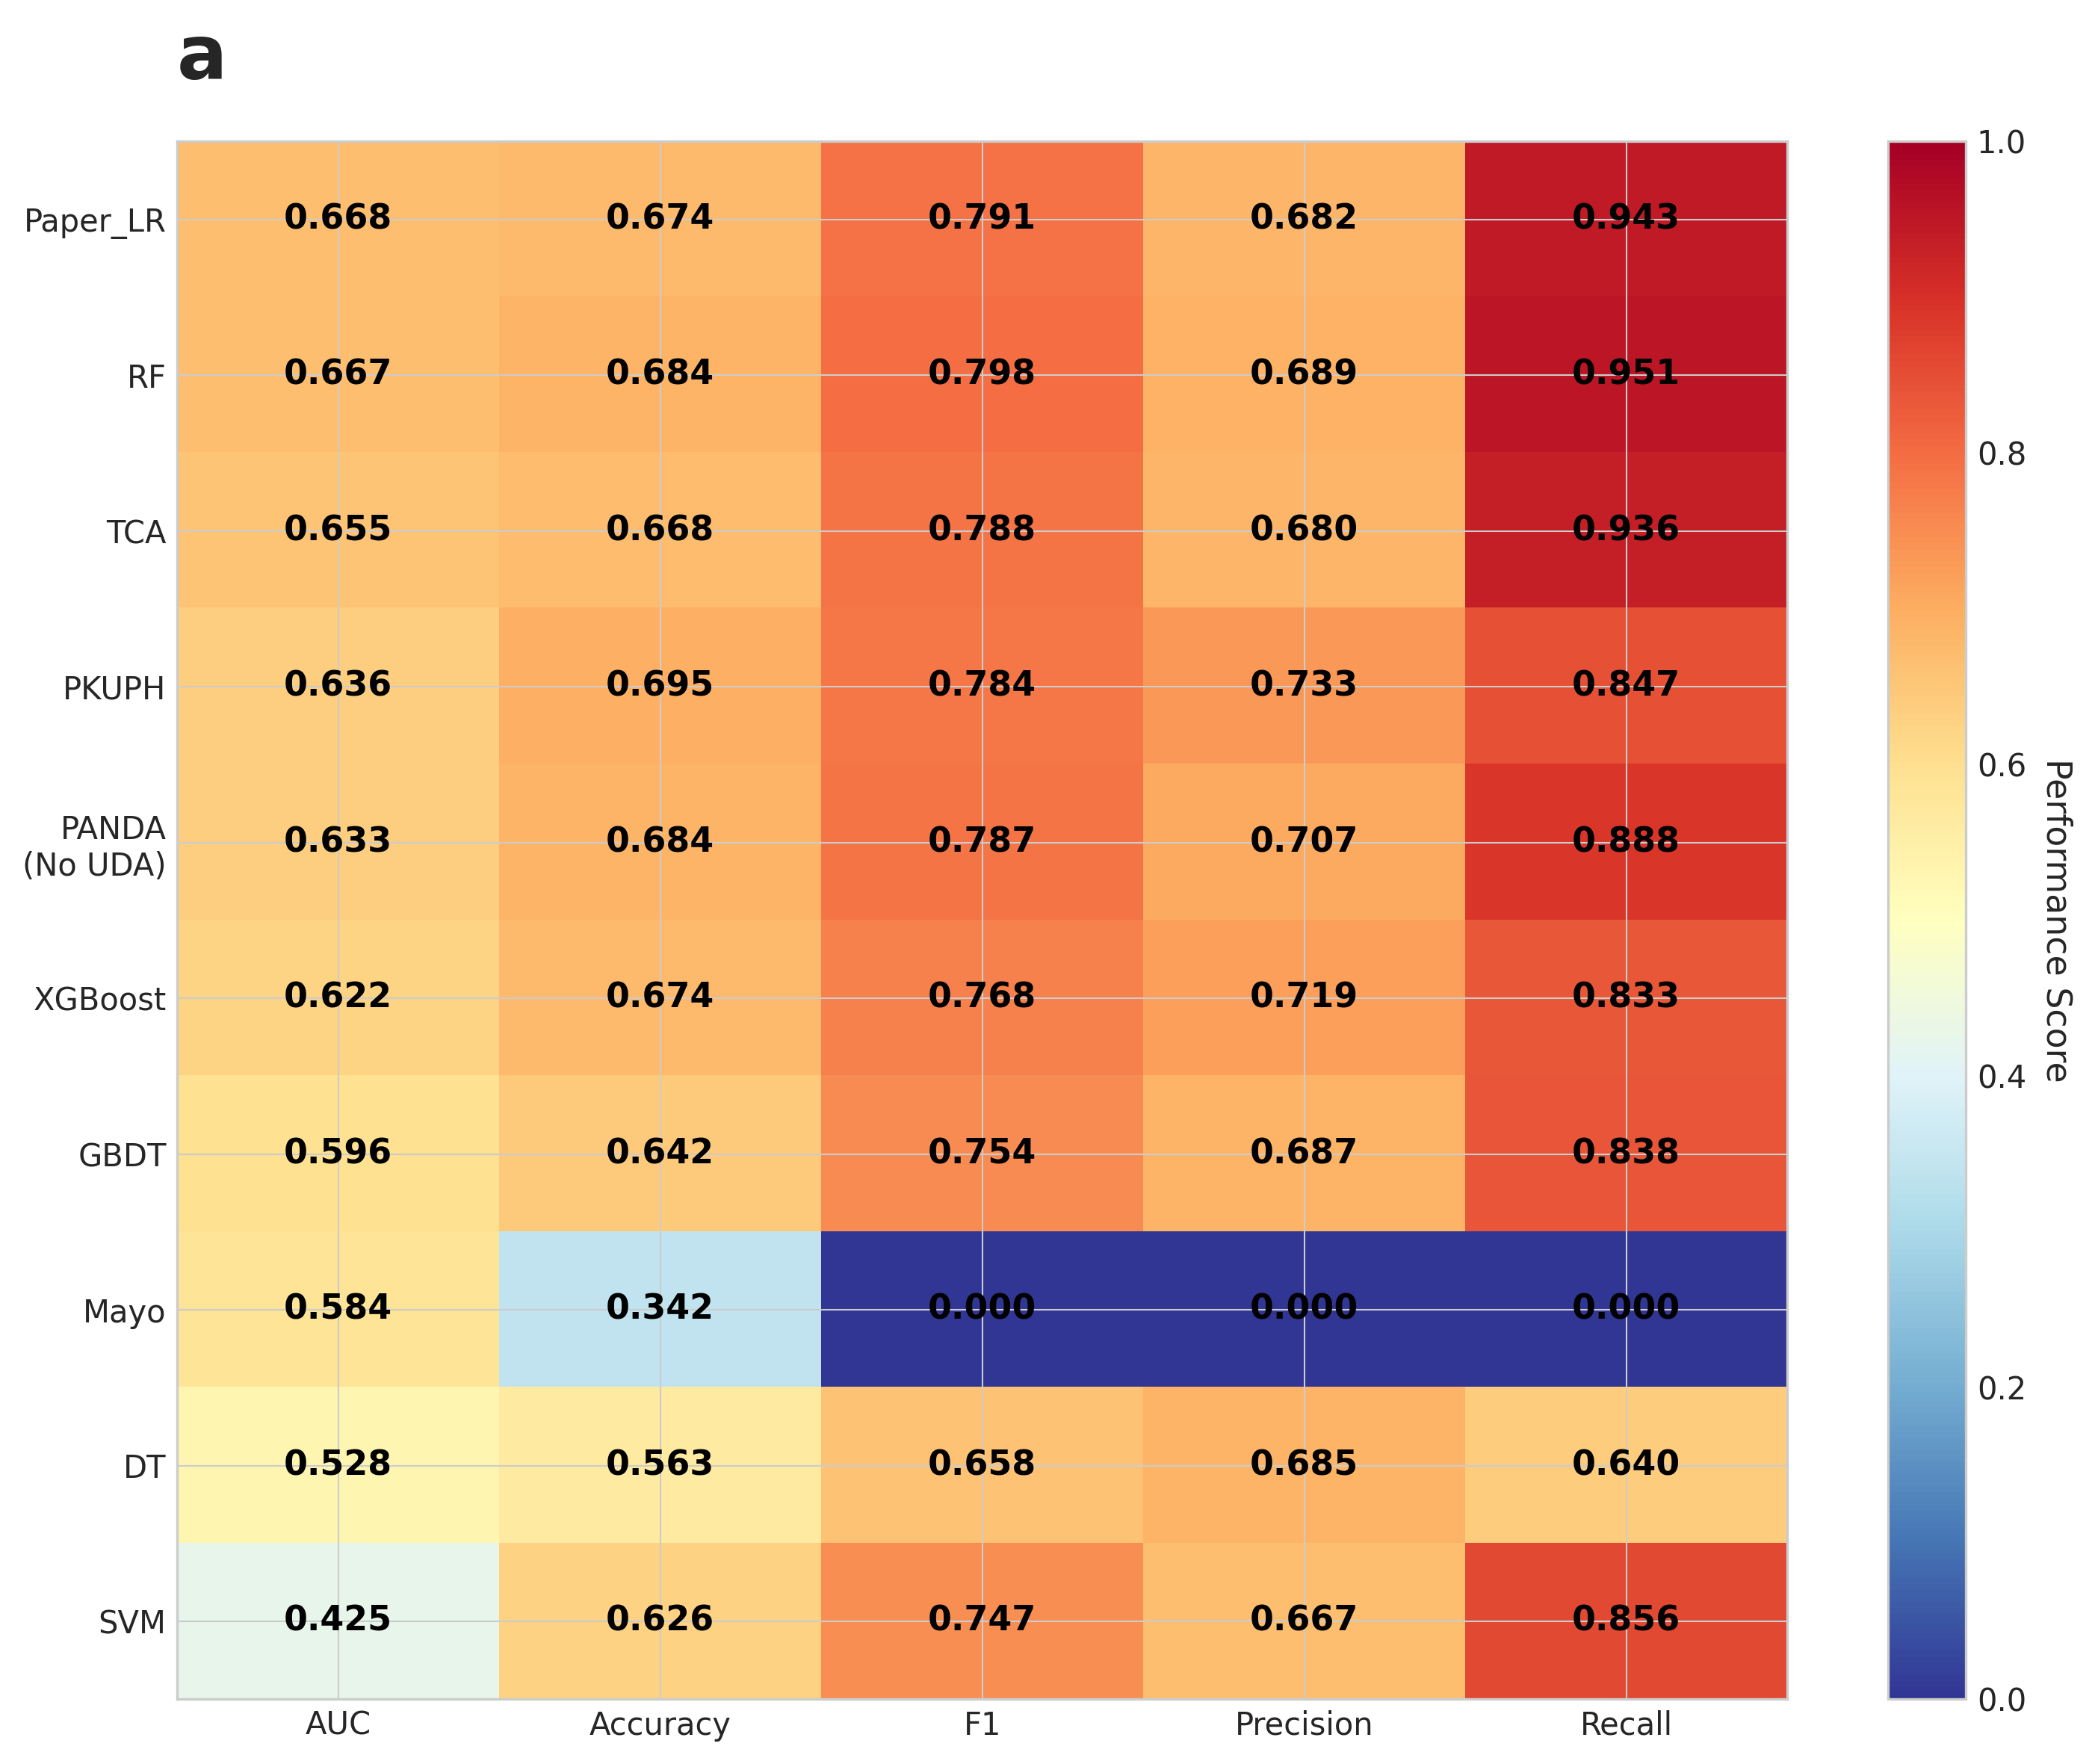 a
Paper_LR 0.668 0.674 0.791 0.682 0.943
RF 0.667 0.684 0.798 0.689 0.951
TCA 0.655 0.668 0.788 0.680 0.936
PKUPH 0.636 0.695 0.784 0.733 0.847
PANDA
(No UDA) 0.633 0.684 0.787 0.707 0.888
XGBoost 0.622 0.674 0.768 0.719 0.833
GBDT 0.596 0.642 0.754 0.687 0.838
Mayo 0.584 0.342 0.000 0.000 0.000
DT 0.528 0.563 0.658 0.685 0.640
SVM 0.425 0.626 0.747 0.667 0.856
AUC Accuracy F1 Precision Recall
1.0
0.8
0.6
0.4
0.2
0.0
Performance Score